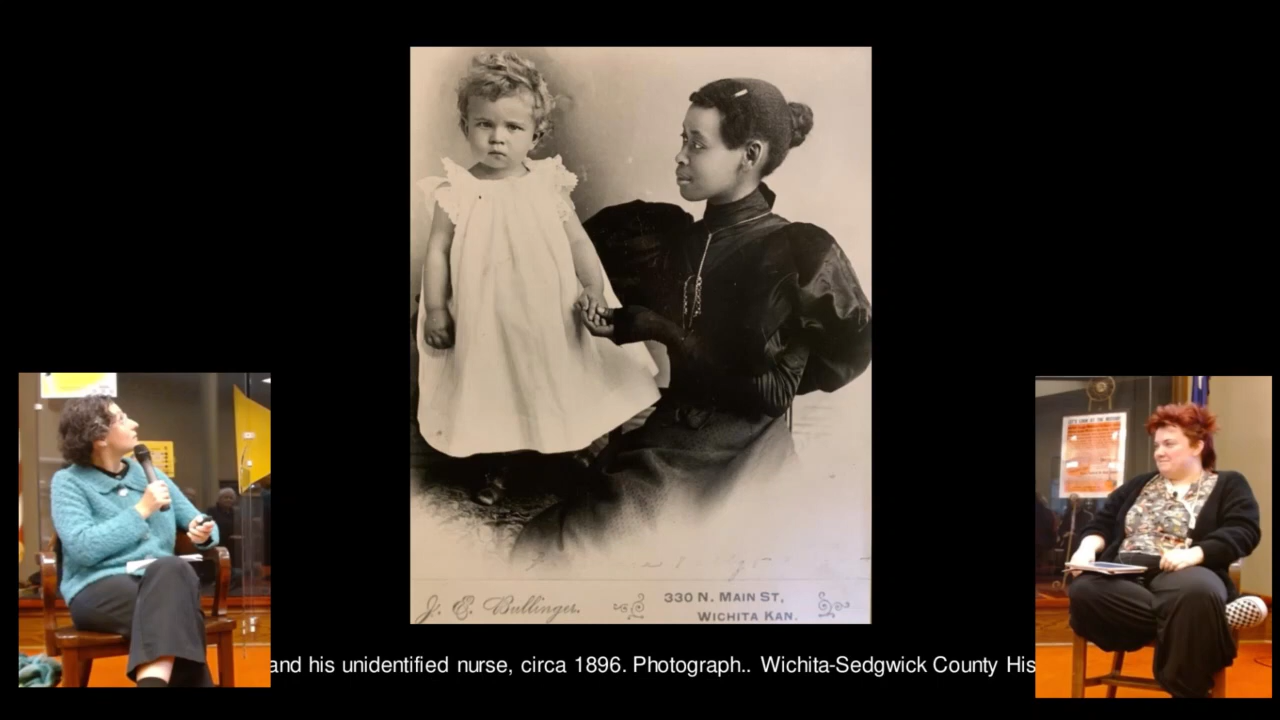 J. E. Bullinger.
330 N. MAIN ST,
WICHITA KAN.
and his unidentified nurse, circa 1896. Photograph.. Wichita-Sedgwick County His